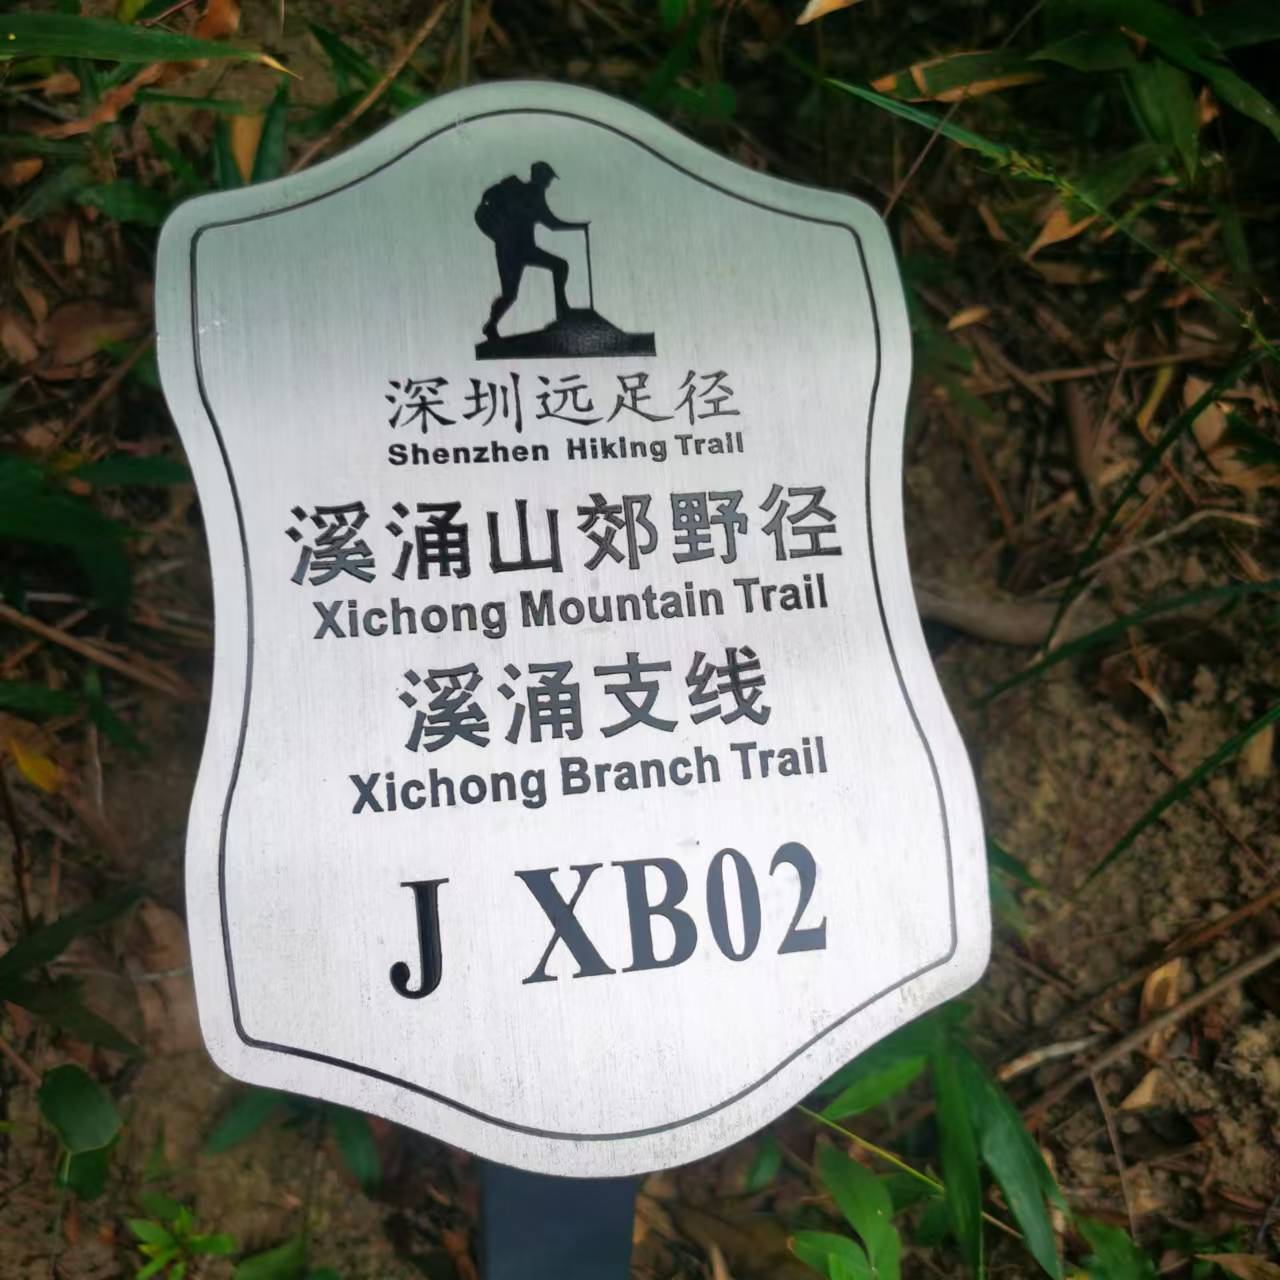 深圳远足径
Shenzhen Hiking Trail
溪涌山郊野径
Xichong Mountain Trail
溪涌支线
Xichong Branch Trail
J XB02